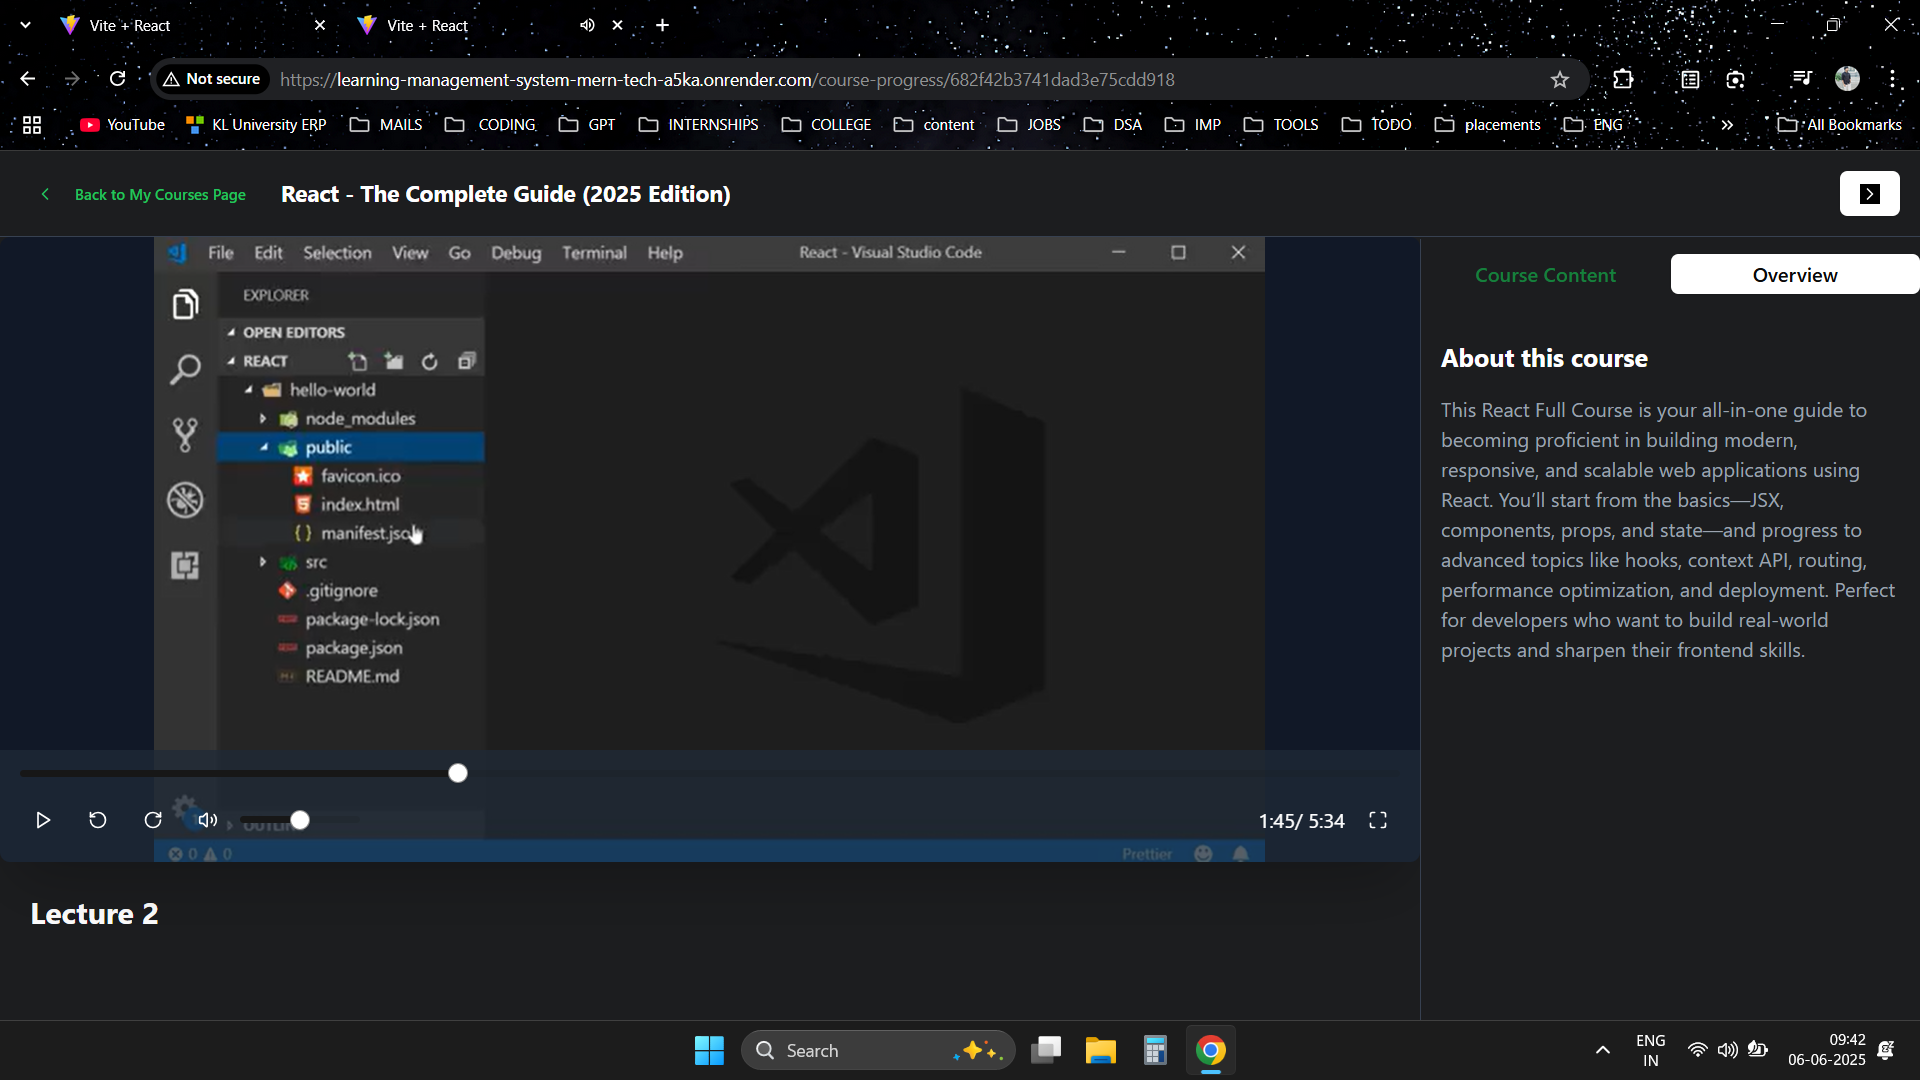 Vite + React
Vite + React
Not secure
https://learning-management-system-mern-tech-a5ka.onrender.com/course-progress/682f42b3741dad3e75cdd918
YouTube
KL University ERP
MAILS
CODING
GPT
INTERNSHIPS
COLLEGE
content
JOBS
DSA
IMP
TOOLS
TODO
placements
ENG
All Bookmarks
Back to My Courses Page
React - The Complete Guide (2025 Edition)
File Edit Selection View Go Debug Terminal Help
React - Visual Studio Code
EXPLORER
OPEN EDITORS
REACT
hello-world
node_modules
public
favicon.ico
index.html
manifest.json
src
.gitignore
package-lock.json
package.json
README.md
OUTLINE
1:45/ 5:34
0 0
Prettier
Lecture 2
Course Content
Overview
About this course
This React Full Course is your all-in-one guide to
becoming proficient in building modern,
responsive, and scalable web applications using
React. You'll start from the basics—JSX,
components, props, and state—and progress to
advanced topics like hooks, context API, routing,
performance optimization, and deployment. Perfect
for developers who want to build real-world
projects and sharpen their frontend skills.
Search
ENG
IN
09:42
06-06-2025